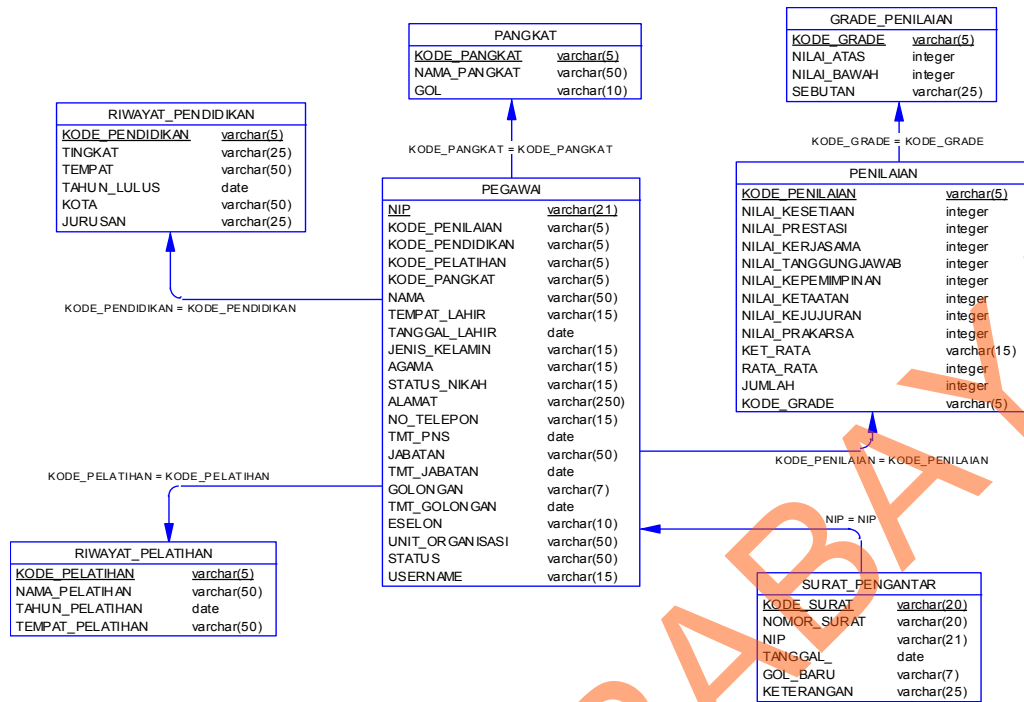 PANGKAT
KODE_PANGKAT varchar(5)
NAMA_PANGKAT varchar(50)
GOL varchar(10)
GRADE_PENILAIAN
KODE_GRADE varchar(5)
NILAI_ATAS integer
NILAI_BAWAH integer
SEBUTAN varchar(25)
RIWAYAT_PENDIDIKAN
KODE_PENDIDIKAN varchar(5)
TINGKAT varchar(25)
TEMPAT varchar(50)
TAHUN_LULUS date
KOTA varchar(50)
JURUSAN varchar(25)
KODE_PANGKAT = KODE_PANGKAT
KODE_GRADE = KODE_GRADE
PEGAWAI
NIP varchar(21)
KODE_PENILAIAN varchar(5)
KODE_PENDIDIKAN varchar(5)
KODE_PELATIHAN varchar(5)
KODE_PANGKAT varchar(5)
NAMA varchar(50)
TEMPAT_LAHIR varchar(15)
TANGGAL_LAHIR date
JENIS_KELAMIN varchar(15)
AGAMA varchar(15)
STATUS_NIKAH varchar(15)
ALAMAT varchar(250)
NO_TELEPON varchar(15)
TMT_PNS date
JABATAN varchar(50)
TMT_JABATAN date
GOLONGAN varchar(7)
TMT_GOLONGAN date
ESELON varchar(10)
UNIT_ORGANISASI varchar(50)
STATUS varchar(50)
USERNAME varchar(15)
PENILAIAN
KODE_PENILAIAN varchar(5)
NILAI_KESETIAAN integer
NILAI_PRESTASI integer
NILAI_KERJASAMA integer
NILAI_TANGGUNGJAWAB integer
NILAI_KEPEMIMPINAN integer
NILAI_KETAATAN integer
NILAI_KEJUJURAN integer
NILAI_PRAKARSA integer
KET_RATA varchar(15)
RATA_RATA integer
JUMLAH integer
KODE_GRADE varchar(5)
KODE_PENDIDIKAN = KODE_PENDIDIKAN
KODE_PENILAIAN = KODE_PENILAIAN
KODE_PELATIHAN = KODE_PELATIHAN
NIP = NIP
RIWAYAT_PELATIHAN
KODE_PELATIHAN varchar(5)
NAMA_PELATIHAN varchar(50)
TAHUN_PELATIHAN date
TEMPAT_PELATIHAN varchar(50)
SURAT_PENGANTAR
KODE_SURAT varchar(20)
NOMOR_SURAT varchar(20)
NIP varchar(21)
TANGGAL_ date
GOL_BARU varchar(7)
KETERANGAN varchar(25)
RABAY